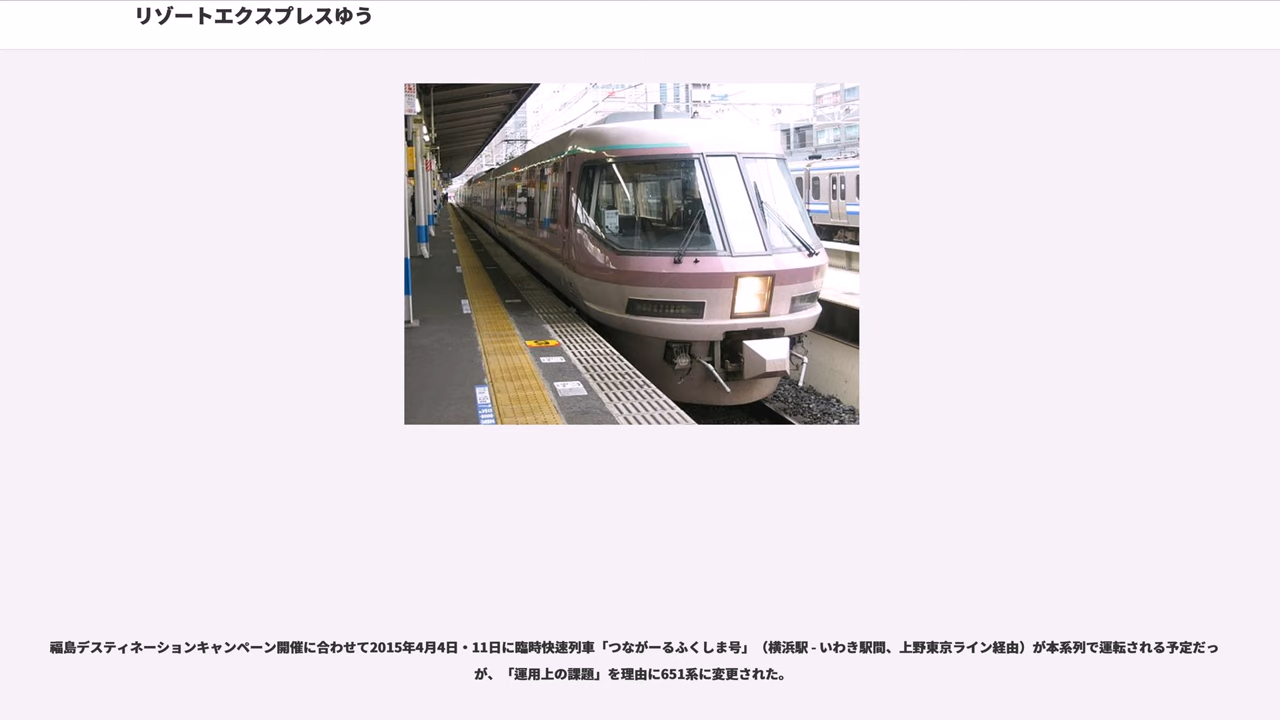 リゾートエクスプレスゆう
福島デスティネーションキャンペーン開催に合わせて2015年4月4日・11日に臨時快速列車「つながーるふくしま号」（横浜駅 - いわき駅間、上野東京ライン経由）が本系列で運転される予定だっ
が、「運用上の課題」を理由に651系に変更された。